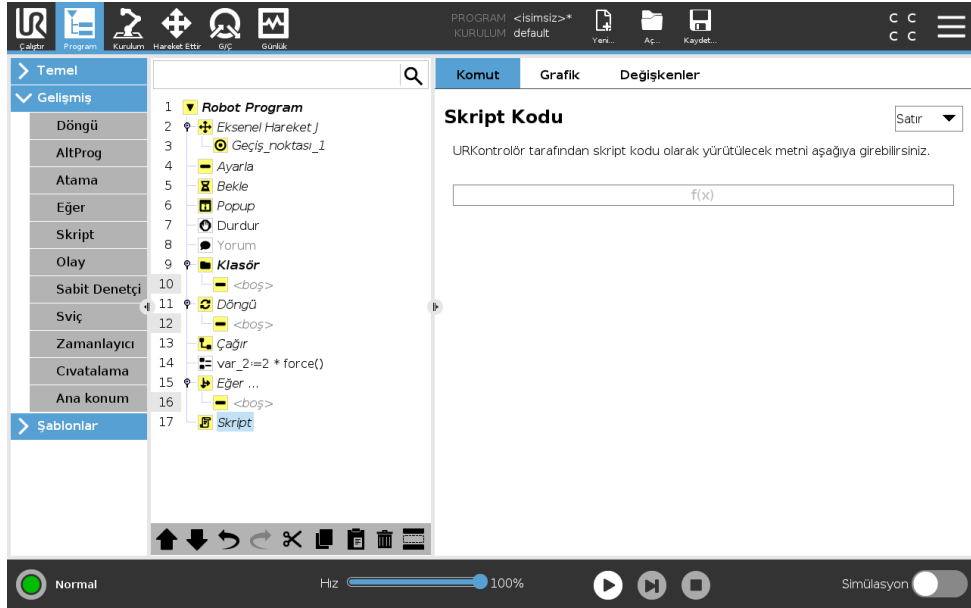 UR
Çalıştır
Program
Kurulum
Hareket Ettir
G/Ç
Günlük
PROGRAM <isimsiz>*
KURULUM default
Yeni...
Aç...
Kaydet...
C C
C C
Temel
Gelişmiş
Döngü
AltProg
Atama
Eğer
Skript
Olay
Sabit Denetçi
Sviç
Zamanlayıcı
Cıvatalama
Ana konum
Şablonlar
1 Robot Program
2 Eksenel Hareket J
3 Geçiş_noktası_1
4 Ayarla
5 Bekle
6 Popup
7 Durdur
8 Yorum
9 Klasör
10 <boş>
11 Döngü
12 <boş>
13 Çağır
14 var_2:=2 * force()
15 Eğer ...
16 <boş>
17 Skript
Komut
Grafik
Değişkenler
Skript Kodu
Satır
URKontrolör tarafından skript kodu olarak yürütülecek metni aşağıya girebilirsiniz.
f(x)
Normal
Hız
100%
Simülasyon